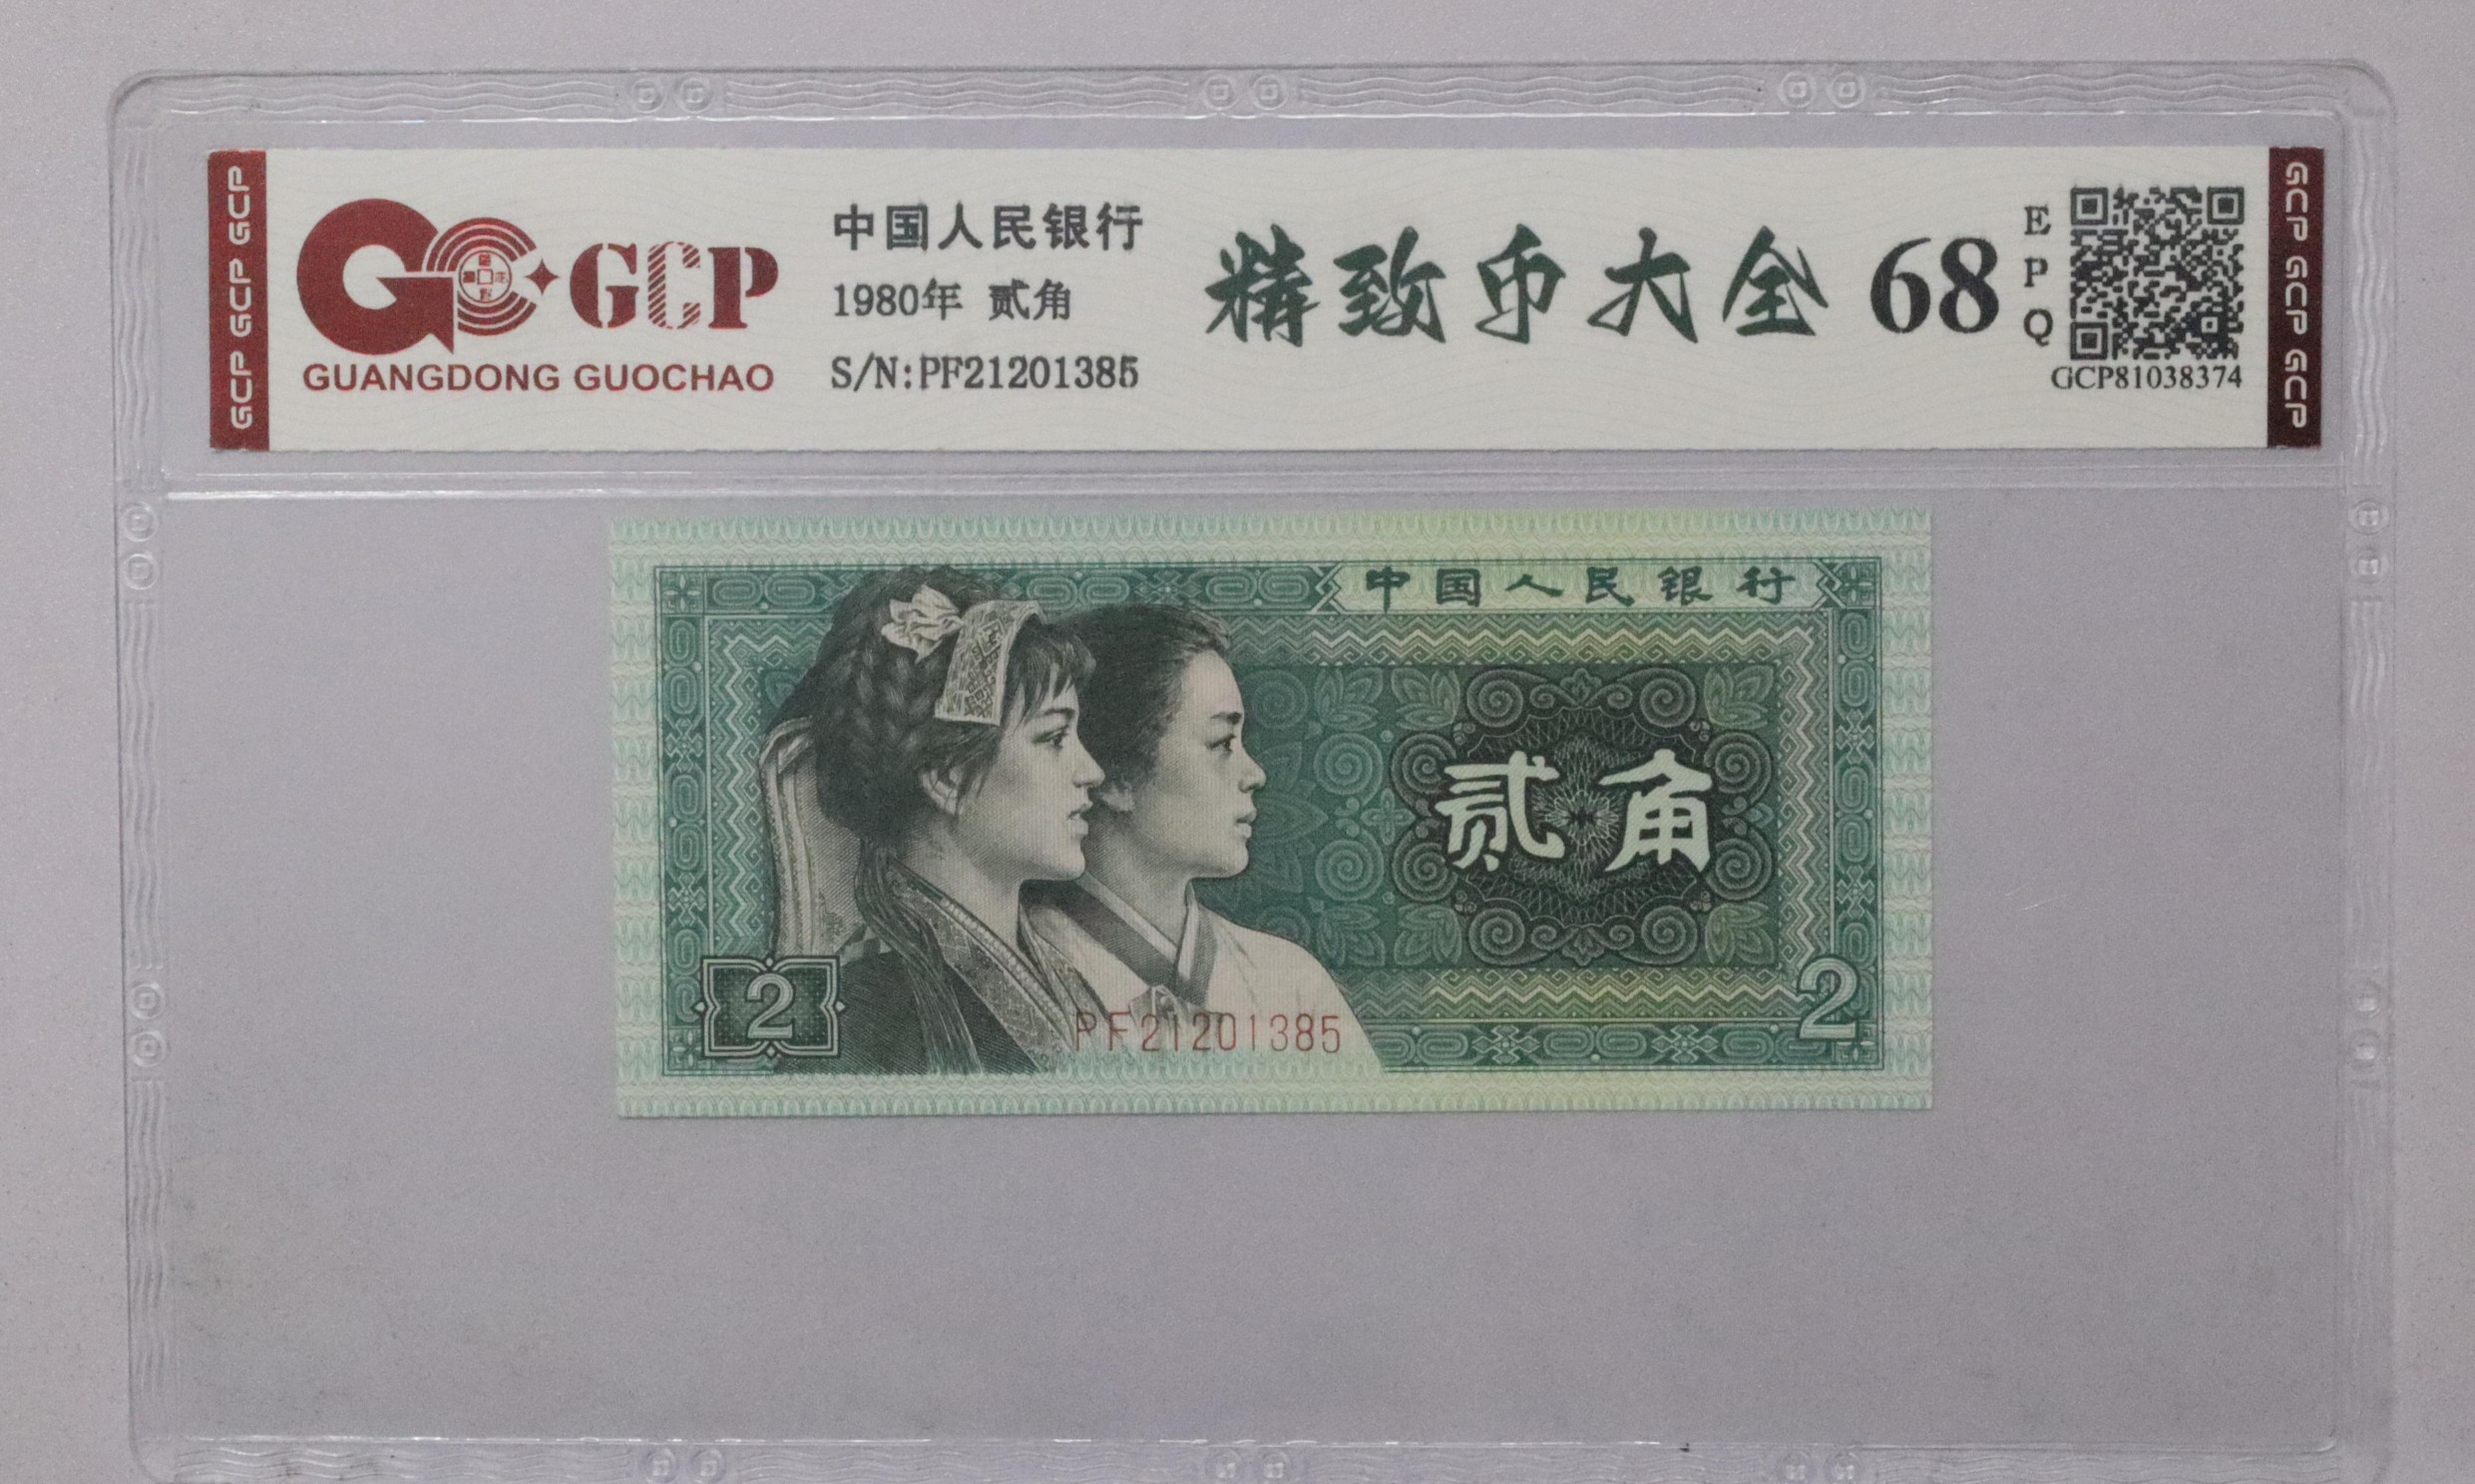 GCP GCP GCP
GCP
GUANGDONG GUOCHAO
中国人民银行
1980年 贰角
S/N:PF21201385
精致币大全
68
EPQ
GCP81038374
GCP GCP GCP
中国人民银行
贰角
2
PF21201385
2